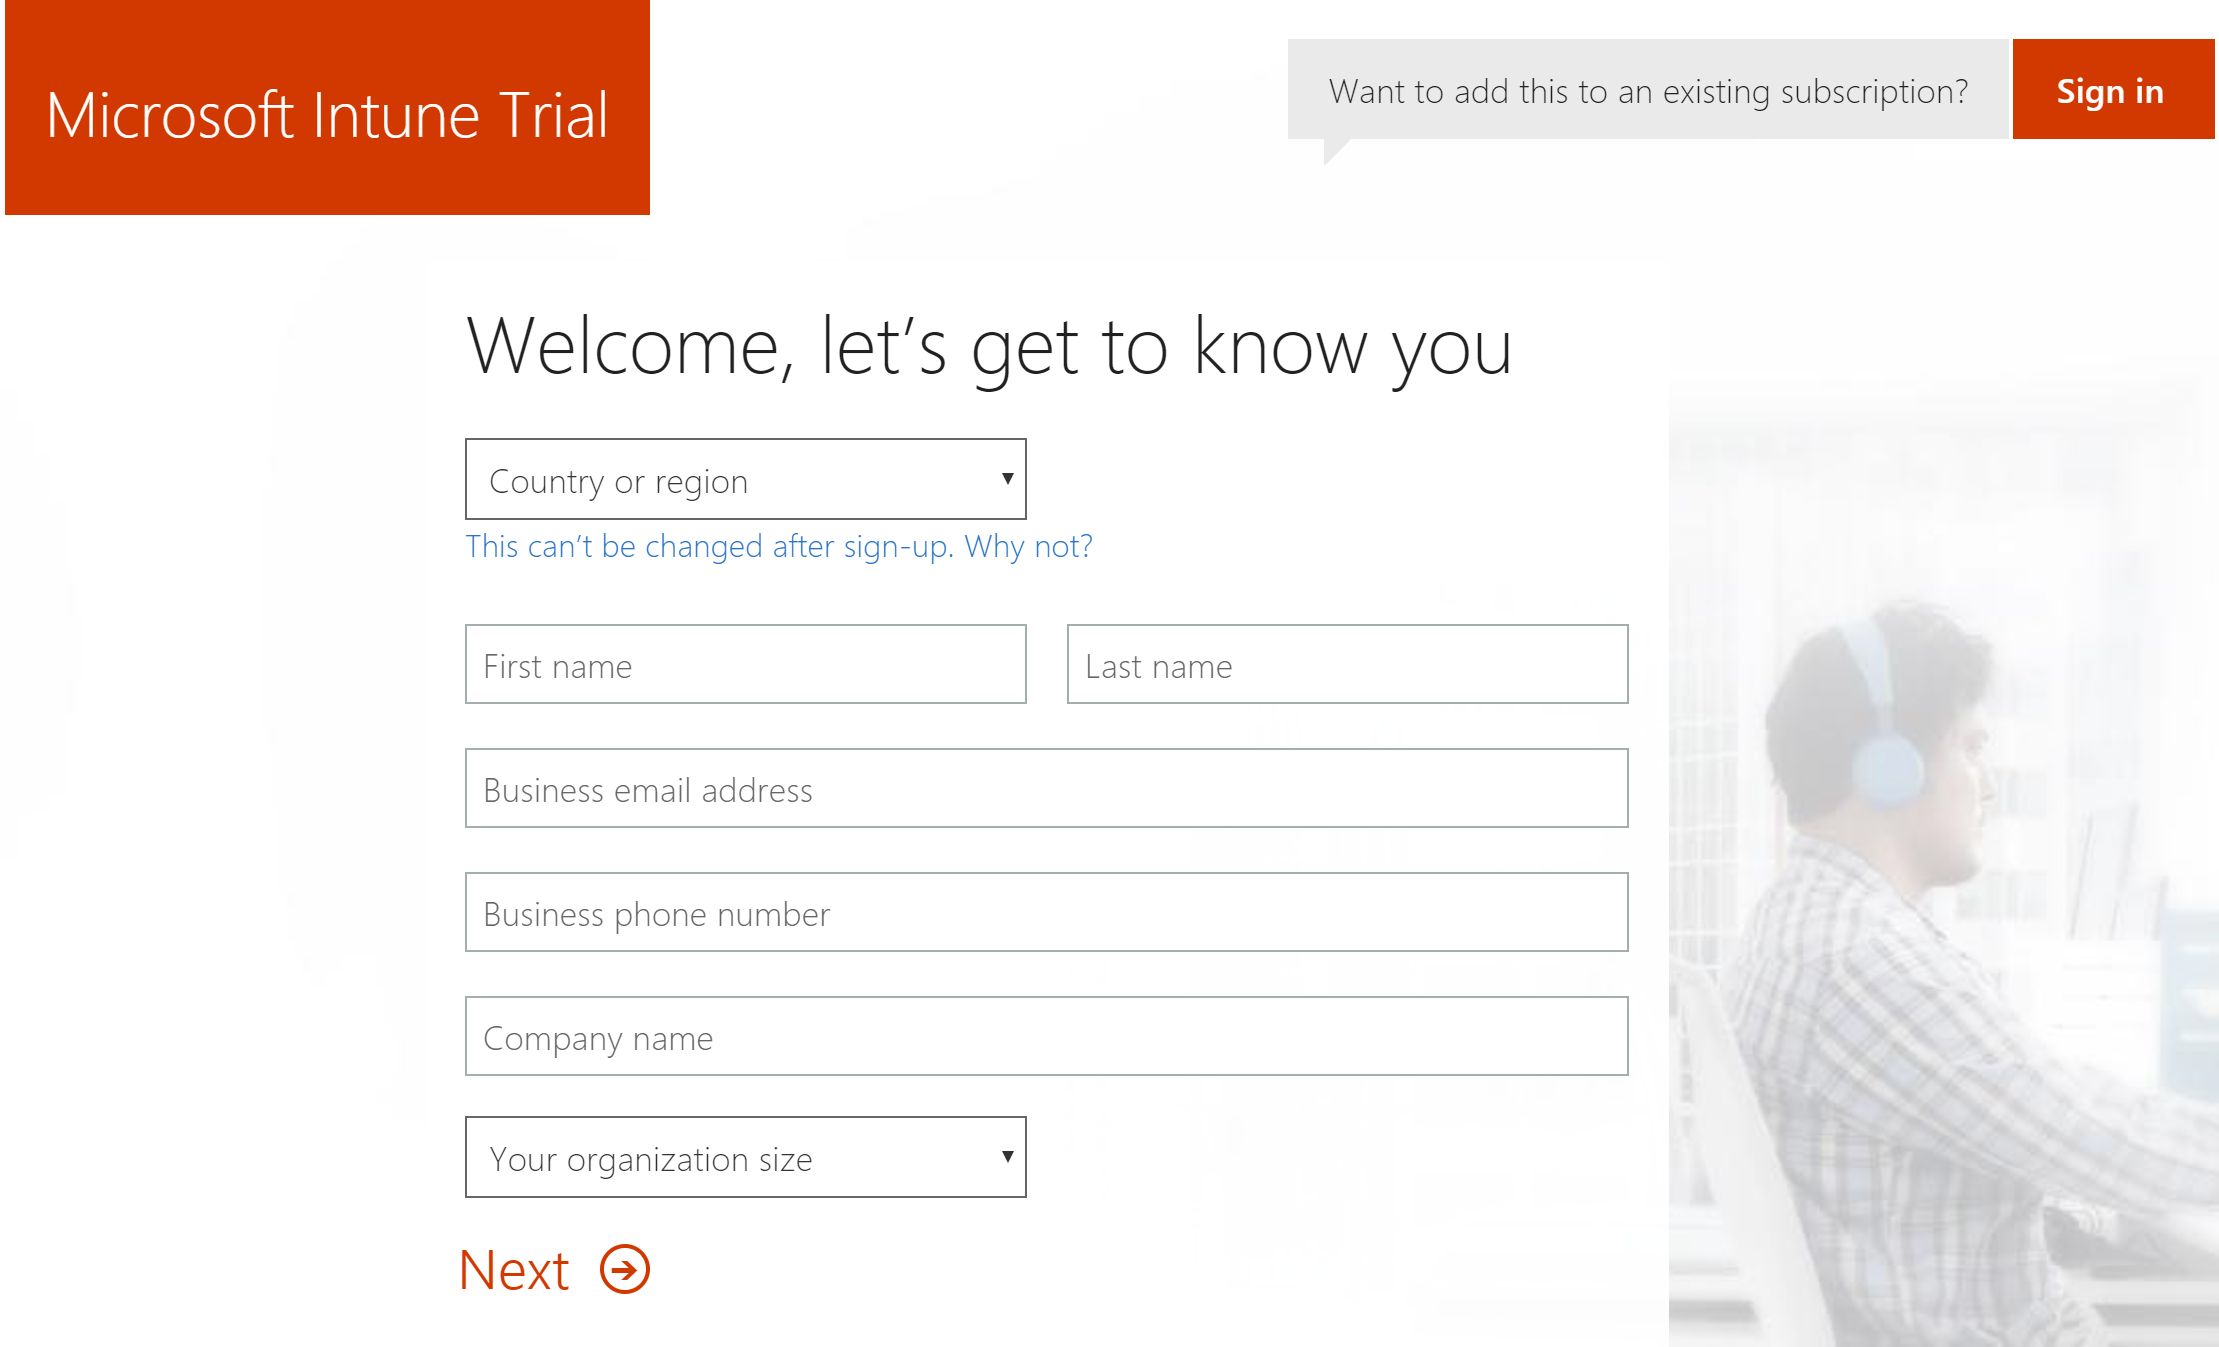 Microsoft Intune Trial
Want to add this to an existing subscription?
Sign in
Welcome, let’s get to know you
Country or region
This can’t be changed after sign-up. Why not?
First name
Last name
Business email address
Business phone number
Company name
Your organization size
Next